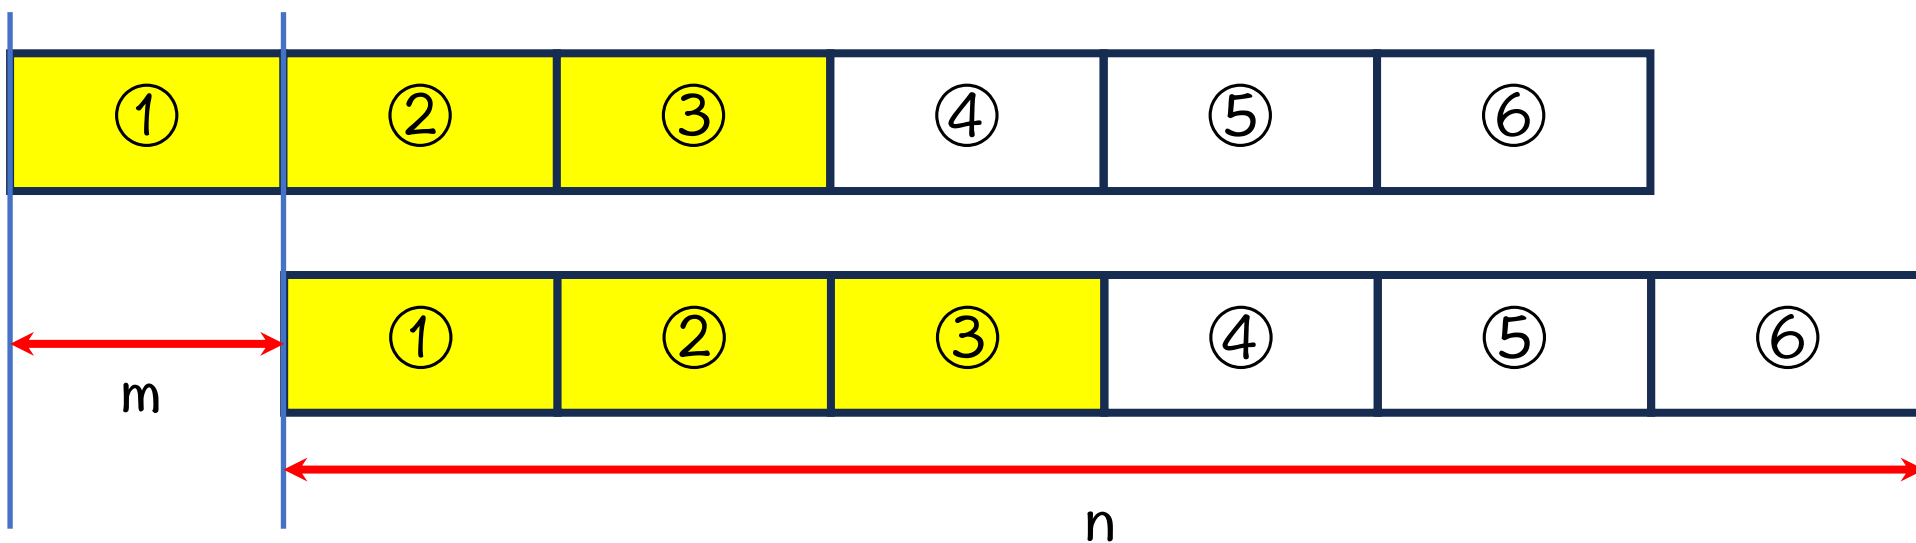 ① ② ③ ④ ⑤ ⑥
① ② ③ ④ ⑤ ⑥
m
n